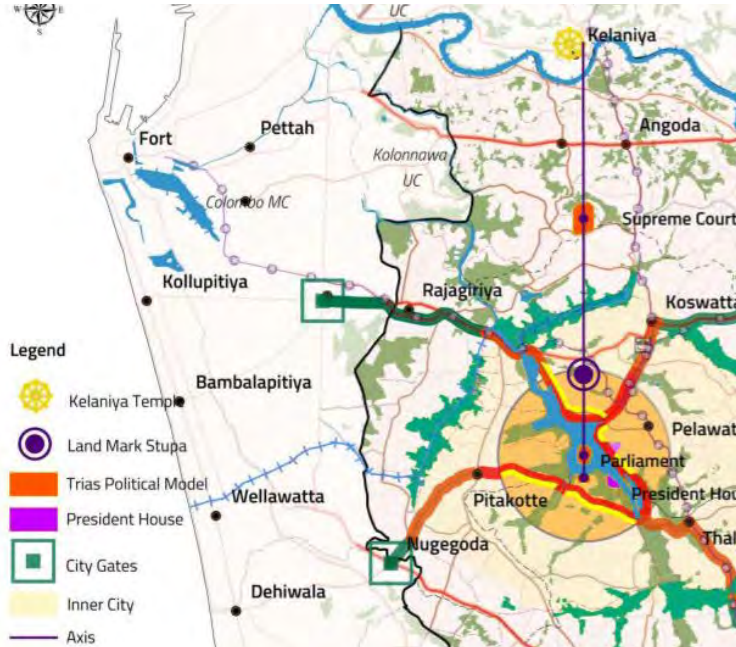 W
E
S
UC
Kelaniya
Fort
Pettah
Angoda
Kolonnawa
UC
Colombo MC
Supreme Court
Kollupitiya
Rajagiriya
Koswatta
Legend
Bambalapitiya
Kelaniya Temple
Land Mark Stupa
Pelawat
Parliament
Trias Political Model
Wellawatta
Pitakotte
President Hou
President House
Thal
Nugegoda
City Gates
Dehiwala
Inner City
Axis